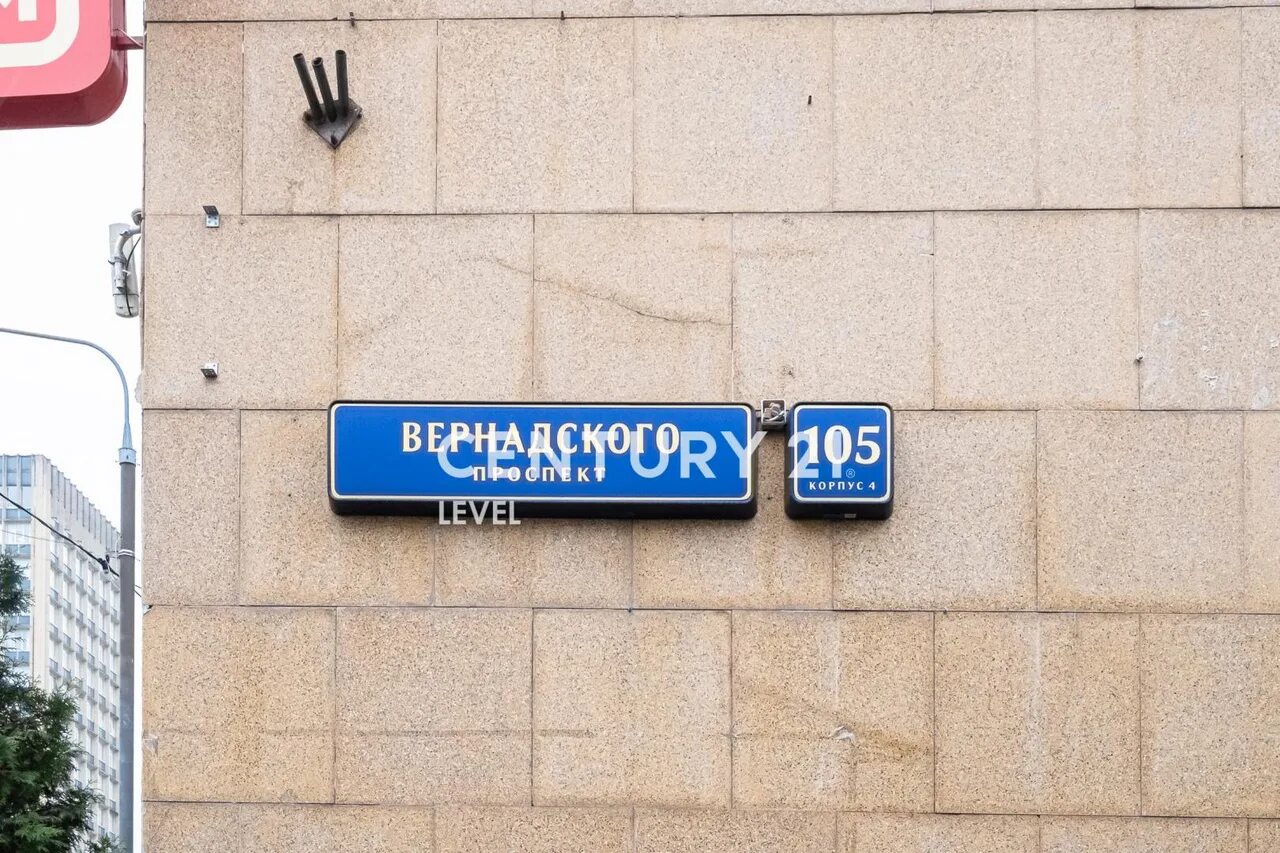 ВЕРНАДСКОГО
ПРОСПЕКТ
105
КОРПУС 4
CENTURY 21®
LEVEL